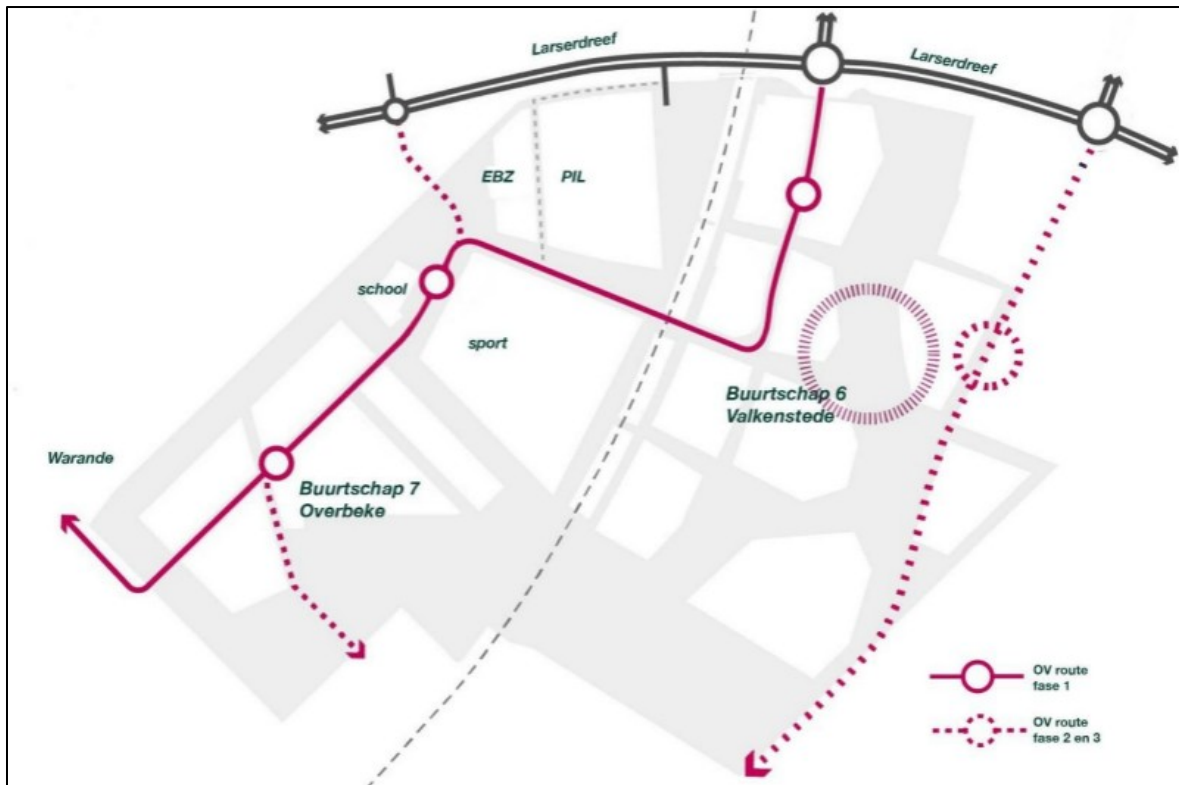 Larserdreef
Larserdreef
EBZ
PIL
school
sport
Buurtschap 6
Valkenstede
Warande
Buurtschap 7
Overbeke
OV route
fase 1
OV route
fase 2 en 3